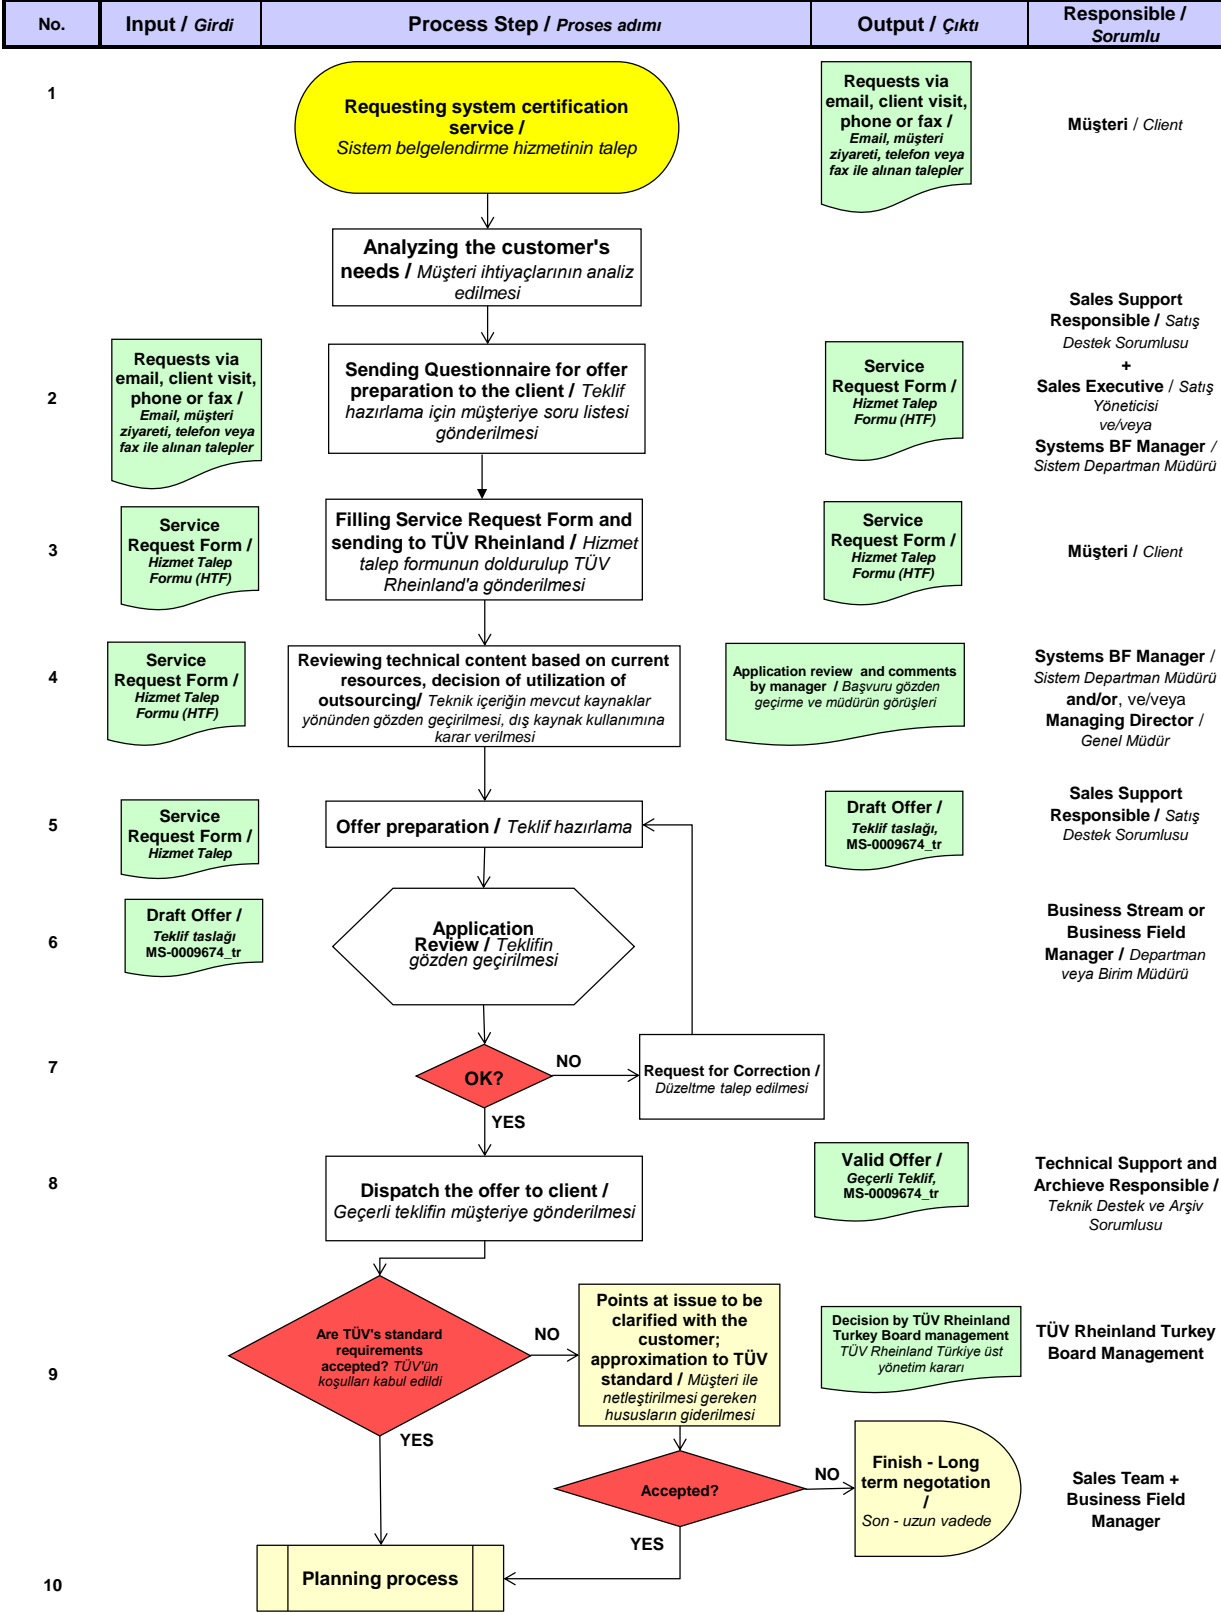 No.
Input / Girdi
Process Step / Proses adımı
Output / Çıktı
Responsible /
Sorumlu
1
Requesting system certification
service /
Sistem belgelendirme hizmetinin talep
Requests via
email, client visit,
phone or fax /
Email, müşteri
ziyareti, telefon veya
fax ile alınan talepler
Müşteri / Client
Analyzing the customer's
needs / Müşteri ihtiyaçlarının analiz
edilmesi
2
Requests via
email, client visit,
phone or fax /
Email, müşteri
ziyareti, telefon veya
fax ile alınan talepler
Sending Questionnaire for offer
preparation to the client / Teklif
hazırlama için müşteriye soru listesi
gönderilmesi
Service
Request Form /
Hizmet Talep
Formu (HTF)
Sales Support
Responsible / Satış
Destek Sorumlusu
+
Sales Executive / Satış
Yöneticisi
ve/veya
Systems BF Manager /
Sistem Departman Müdürü
3
Service
Request Form /
Hizmet Talep
Formu (HTF)
Filling Service Request Form and
sending to TÜV Rheinland / Hizmet
talep formunun doldurulup TÜV
Rheinland'a gönderilmesi
Service
Request Form /
Hizmet Talep
Formu (HTF)
Müşteri / Client
4
Service
Request Form /
Hizmet Talep
Formu (HTF)
Reviewing technical content based on current
resources, decision of utilization of
outsourcing/ Teknik içeriğin mevcut kaynaklar
yönünden gözden geçirilmesi, dış kaynak kullanımına
karar verilmesi
Application review and comments
by manager / Başvuru gözden
geçirme ve müdürün görüşleri
Systems BF Manager /
Sistem Departman Müdürü
and/or, ve/veya
Managing Director /
Genel Müdür
5
Service
Request Form /
Hizmet Talep
Offer preparation / Teklif hazırlama
Draft Offer /
Teklif taslağı,
MS-0009674_tr
Sales Support
Responsible / Satış
Destek Sorumlusu
6
Draft Offer /
Teklif taslağı
MS-0009674_tr
Application
Review / Teklifin
gözden geçirilmesi
Business Stream or
Business Field
Manager / Departman
veya Birim Müdürü
7
OK?
NO
Request for Correction /
Düzeltme talep edilmesi
YES
8
Dispatch the offer to client /
Geçerli teklifin müşteriye gönderilmesi
Valid Offer /
Geçerli Teklif,
MS-0009674_tr
Technical Support and
Archieve Responsible /
Teknik Destek ve Arşiv
Sorumlusu
9
Are TÜV's standard
requirements
accepted? TÜV'ün
koşulları kabul edildi
NO
YES
Points at issue to be
clarified with the
customer;
approximation to TÜV
standard / Müşteri ile
netleştirilmesi gereken
hususların giderilmesi
Decision by TÜV Rheinland
Turkey Board management
TÜV Rheinland Türkiye üst
yönetim kararı
TÜV Rheinland Turkey
Board Management
Accepted?
NO
YES
Finish - Long
term negotation
/
Son - uzun vadede
Sales Team +
Business Field
Manager
10
Planning process